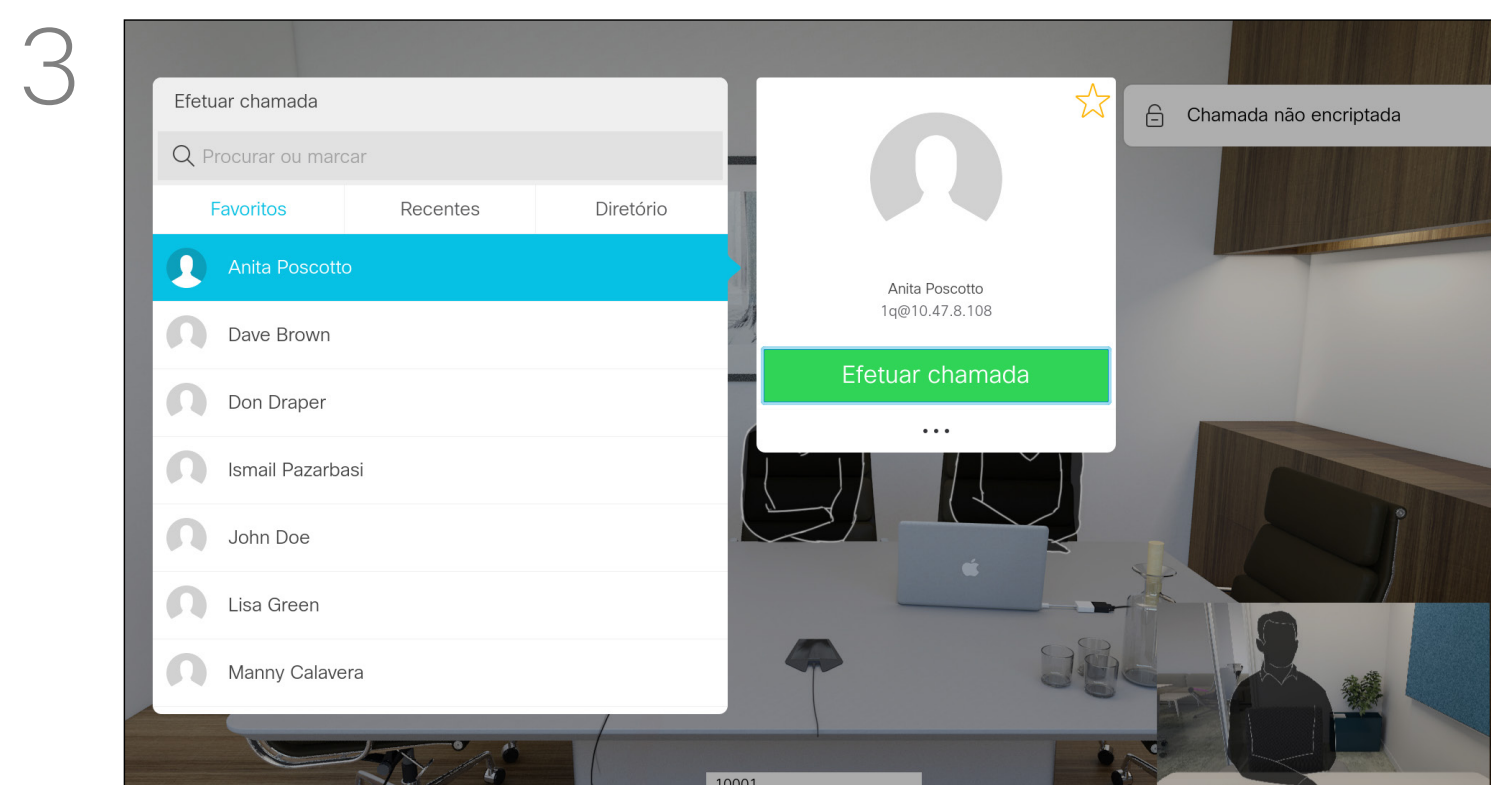 3
Efetuar chamada
Procurar ou marcar
Favoritos Recentes Diretório
Anita Poscotto
Dave Brown
Don Draper
Ismail Pazarbasi
John Doe
Lisa Green
Manny Calavera
Anita Poscotto
1q@10.47.8.108
Efetuar chamada
...
Chamada não encriptada
10001